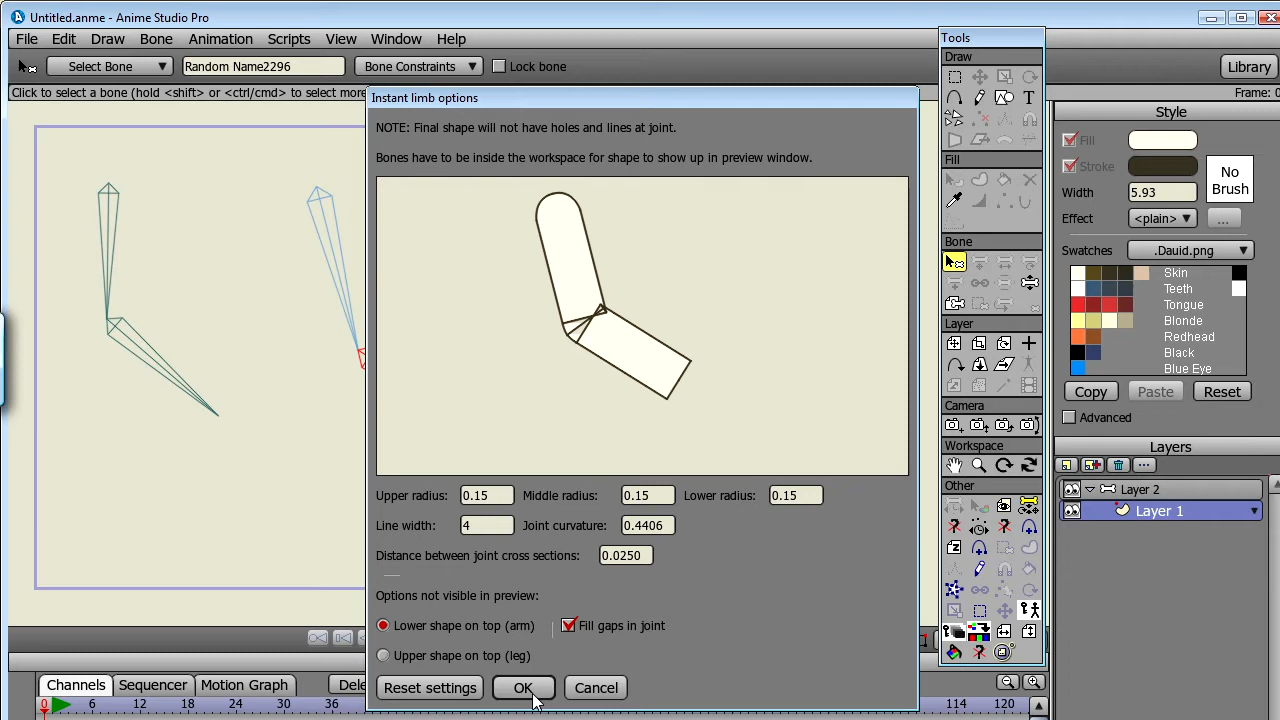 Untitled.anme - Anime Studio Pro
File Edit Draw Bone Animation Scripts View Window Help
Select Bone Random Name2296 Bone Constraints Lock bone
Library
Click to select a bone (hold <shift> or <ctrl/cmd> to select more
Frame: 0
Instant limb options
NOTE: Final shape will not have holes and lines at joint.
Bones have to be inside the workspace for shape to show up in preview window.
Upper radius: 0.15 Middle radius: 0.15 Lower radius: 0.15
Line width: 4 Joint curvature: 0.4406
Distance between joint cross sections: 0.0250
Options not visible in preview:
Lower shape on top (arm) Fill gaps in joint
Upper shape on top (leg)
Reset settings OK Cancel
Tools
Draw
T
Fill
Bone
Layer
Camera
Workspace
Other
Style
Fill
Stroke
No
Brush
Width 5.93
Effect <plain> ...
Swatches .Dauid.png
Skin
Teeth
Tongue
Blonde
Redhead
Black
Blue Eye
Copy Paste Reset
Advanced
Layers
Layer 2
Layer 1
Channels Sequencer Motion Graph
0 6 12 18 24 30 36 114 120